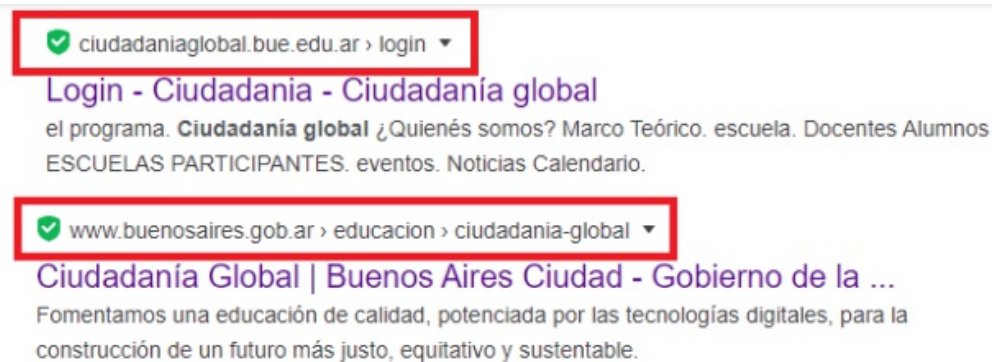 ciudadaniaglobal.bue.edu.ar › login
Login - Ciudadania - Ciudadanía global
el programa. Ciudadanía global ¿Quienés somos? Marco Teórico. escuela. Docentes Alumnos
ESCUELAS PARTICIPANTES. eventos. Noticias Calendario.
www.buenosaires.gob.ar › educacion › ciudadania-global
Ciudadanía Global | Buenos Aires Ciudad - Gobierno de la ...
Fomentamos una educación de calidad, potenciada por las tecnologías digitales, para la
construcción de un futuro más justo, equitativo y sustentable.